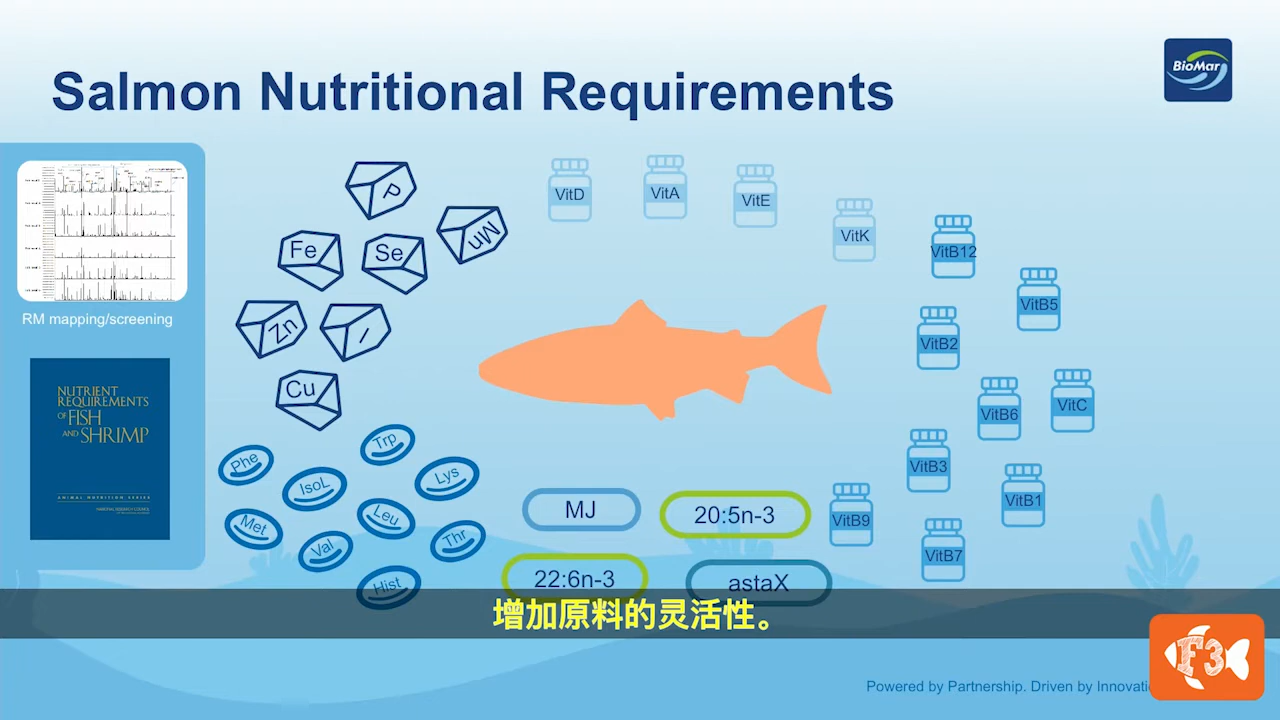 Salmon Nutritional Requirements
BioMar
RM mapping/screening
NUTRIENT
REQUIREMENTS
OF FISH
AND SHRIMP
ANIMAL NUTRITION SERIES
P
Mn
Fe
Se
Zn
I
Cu
Trp
Phe
IsoL
Lys
Met
Leu
Val
Thr
Hist
VitD
VitA
VitE
VitK
VitB12
VitB5
VitB2
VitC
VitB6
VitB3
VitB1
VitB9
VitB7
MJ
20:5n-3
22:6n-3
astaX
增加原料的灵活性。
Powered by Partnership. Driven by Innovati
F3